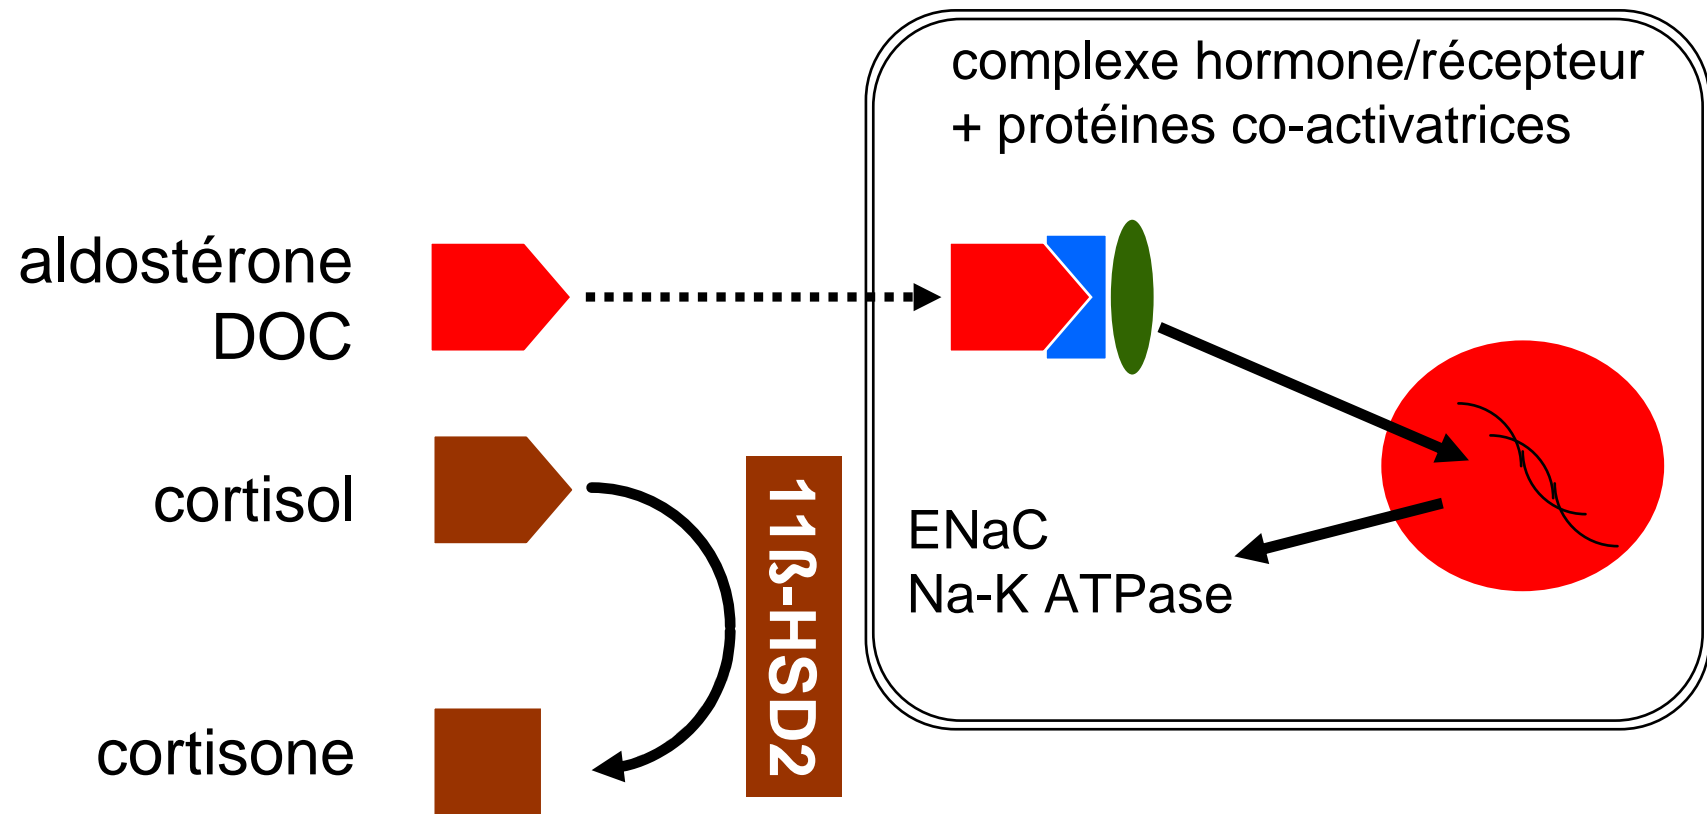 complexe hormone/récepteur
+ protéines co-activatrices
aldostérone
DOC
cortisol
11ß-HSD2
ENaC
Na-K ATPase
cortisone